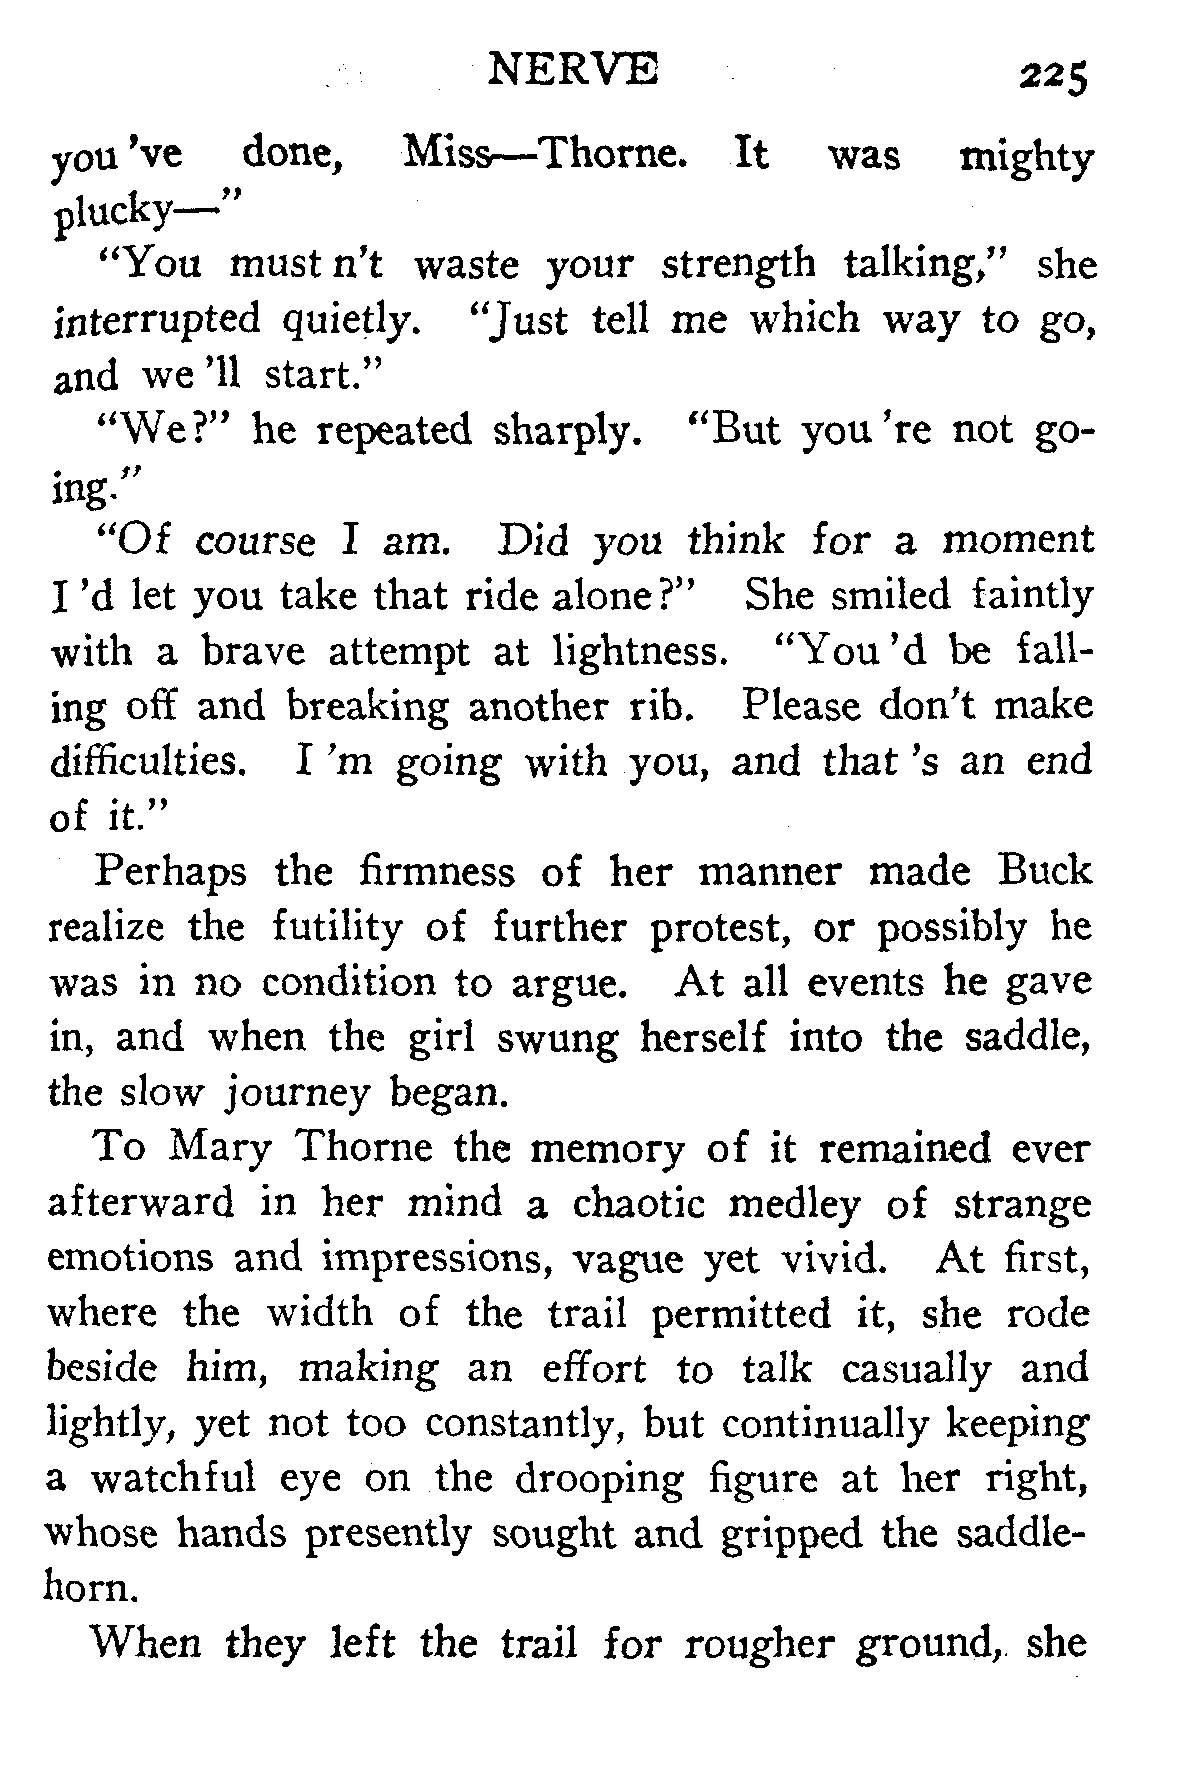 NERVE 225
you 've done, Miss—Thorne. It was mighty
plucky—"
"You must n't waste your strength talking," she
interrupted quietly. "Just tell me which way to go,
and we 'll start."
"We?" he repeated sharply. "But you 're not go-
ing."
"Of course I am. Did you think for a moment
I 'd let you take that ride alone?" She smiled faintly
with a brave attempt at lightness. "You 'd be fall-
ing off and breaking another rib. Please don't make
difficulties. I 'm going with you, and that 's an end
of it."
Perhaps the firmness of her manner made Buck
realize the futility of further protest, or possibly he
was in no condition to argue. At all events he gave
in, and when the girl swung herself into the saddle,
the slow journey began.
To Mary Thorne the memory of it remained ever
afterward in her mind a chaotic medley of strange
emotions and impressions, vague yet vivid. At first,
where the width of the trail permitted it, she rode
beside him, making an effort to talk casually and
lightly, yet not too constantly, but continually keeping
a watchful eye on the drooping figure at her right,
whose hands presently sought and gripped the saddle-
horn.
When they left the trail for rougher ground, she